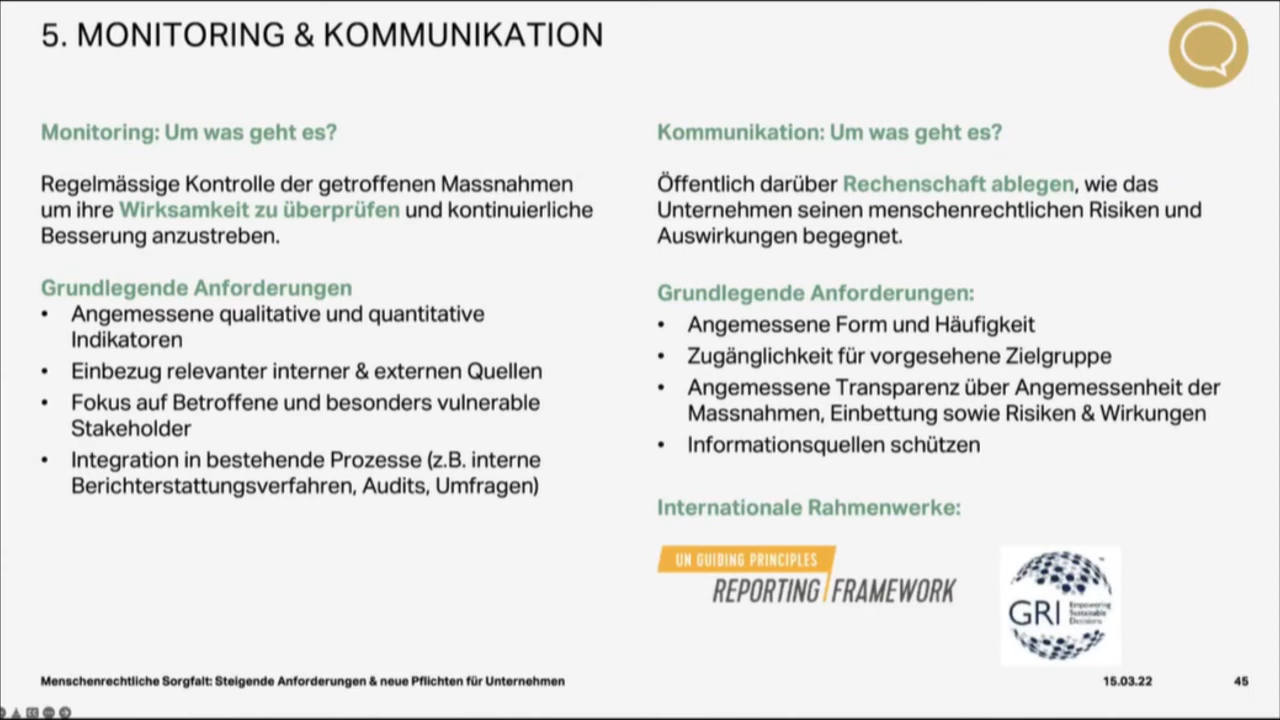 5. MONITORING & KOMMUNIKATION
Monitoring: Um was geht es?
Regelmässige Kontrolle der getroffenen Massnahmen
um ihre Wirksamkeit zu überprüfen und kontinuierliche
Besserung anzustreben.
Grundlegende Anforderungen
• Angemessene qualitative und quantitative
Indikatoren
• Einbezug relevanter interner & externen Quellen
• Fokus auf Betroffene und besonders vulnerable
Stakeholder
• Integration in bestehende Prozesse (z.B. interne
Berichterstattungsverfahren, Audits, Umfragen)
Kommunikation: Um was geht es?
Öffentlich darüber Rechenschaft ablegen, wie das
Unternehmen seinen menschenrechtlichen Risiken und
Auswirkungen begegnet.
Grundlegende Anforderungen:
• Angemessene Form und Häufigkeit
• Zugänglichkeit für vorgesehene Zielgruppe
• Angemessene Transparenz über Angemessenheit der
Massnahmen, Einbettung sowie Risiken & Wirkungen
• Informationsquellen schützen
Internationale Rahmenwerke:
UN GUIDING PRINCIPLES
REPORTING FRAMEWORK
GRI
Empowering
Sustainable
Decisions
Menschenrechtliche Sorgfalt: Steigende Anforderungen & neue Pflichten für Unternehmen
15.03.22
45